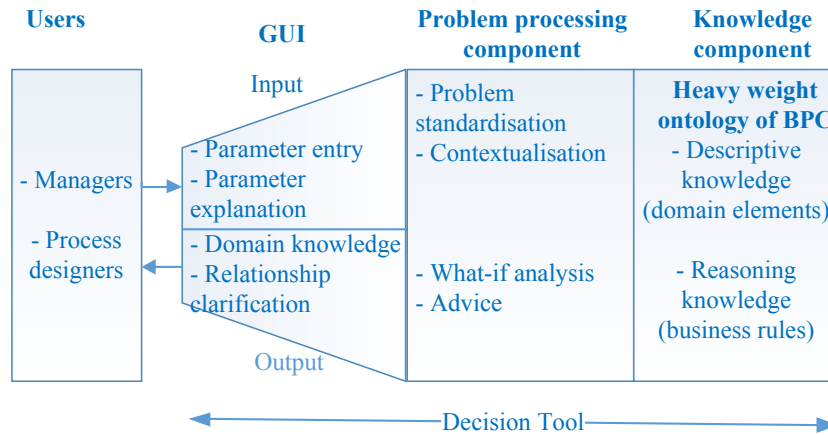 Users
GUI
Problem processing
component
Knowledge
component
Input
- Managers
- Process
designers
- Parameter entry
- Parameter
explanation
- Domain knowledge
- Relationship
clarification
Output
- Problem
standardisation
- Contextualisation
- What-if analysis
- Advice
Heavy weight
ontology of BPC
- Descriptive
knowledge
(domain elements)
- Reasoning
knowledge
(business rules)
Decision Tool